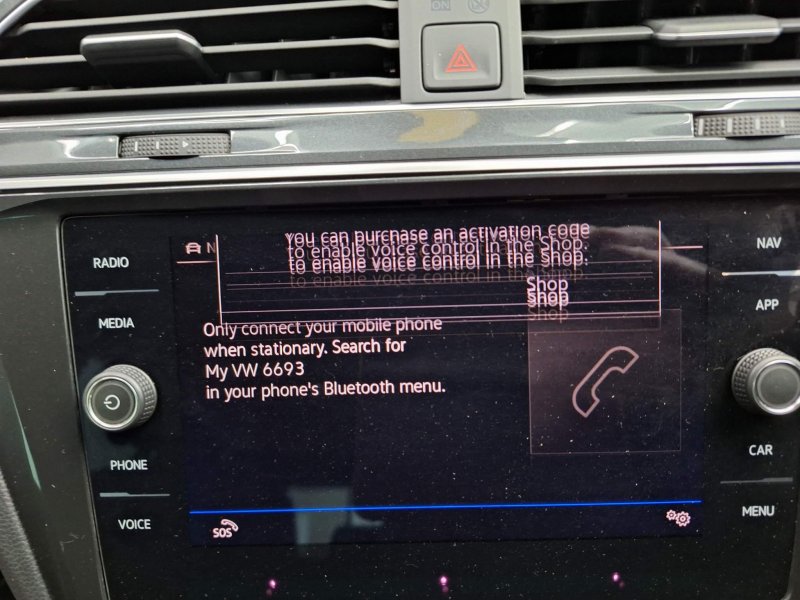 ON
you can purchase an activation code
to enable voice control in the Shop.
to enable voice control in the Shop.
Shop
Shop
Only connect your mobile phone
when stationary. Search for
My VW 6693
in your phone's Bluetooth menu.
SOS
RADIO
MEDIA
PHONE
VOICE
NAV
APP
CAR
MENU